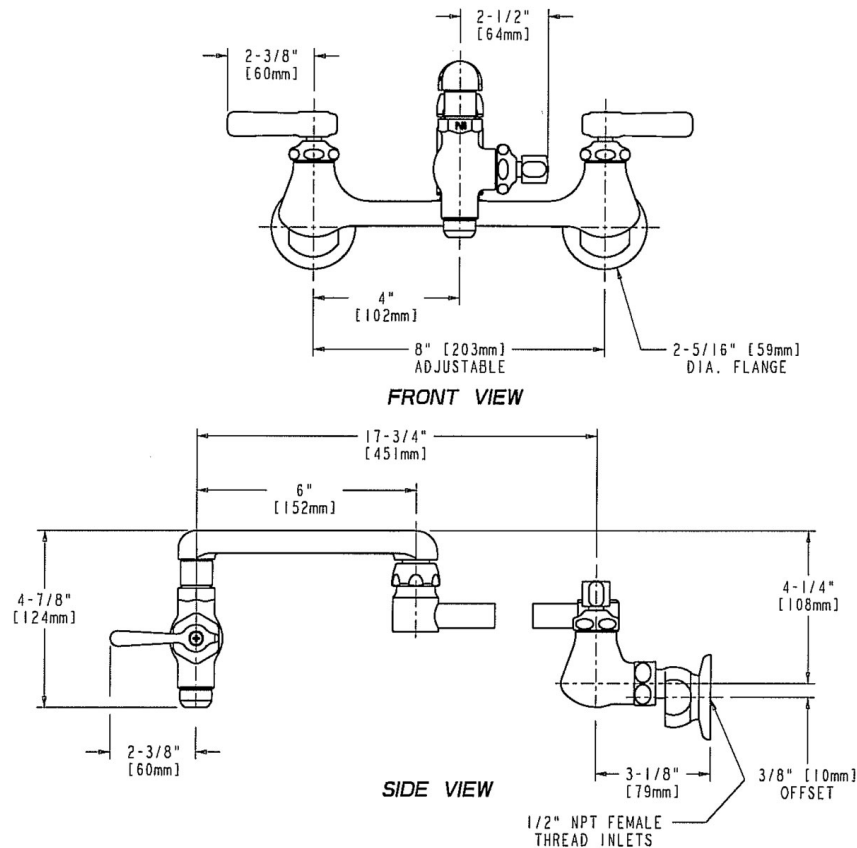 2-1/2"
[64mm]
2-3/8"
[60mm]
4"
[102mm]
8" [203mm]
ADJUSTABLE
2-5/16" [59mm]
DIA. FLANGE
FRONT VIEW
17-3/4"
[451mm]
6"
[152mm]
4-7/8"
[124mm]
4-1/4"
[108mm]
2-3/8"
[60mm]
SIDE VIEW
3-1/8"
[79mm]
3/8" [10mm]
OFFSET
1/2" NPT FEMALE
THREAD INLETS